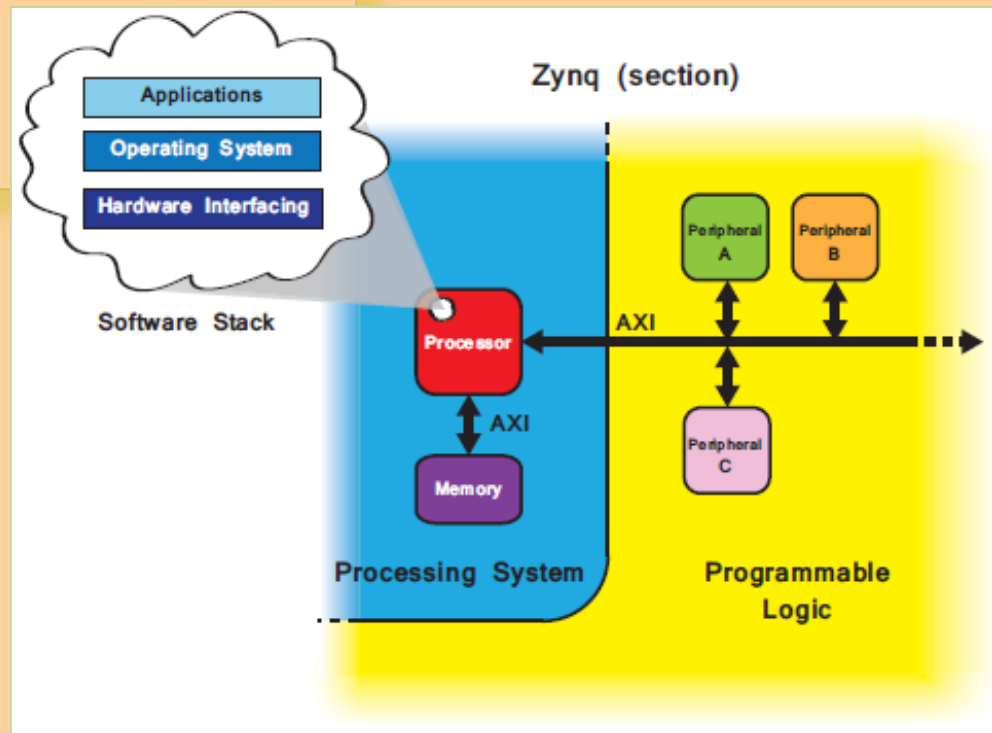 Zynq (section)
Applications
Operating System
Hardware Interfacing
Software Stack
Peripheral
A
Peripheral
B
AXI
Processor
AXI
Memory
Peripheral
C
Processing System
Programmable
Logic